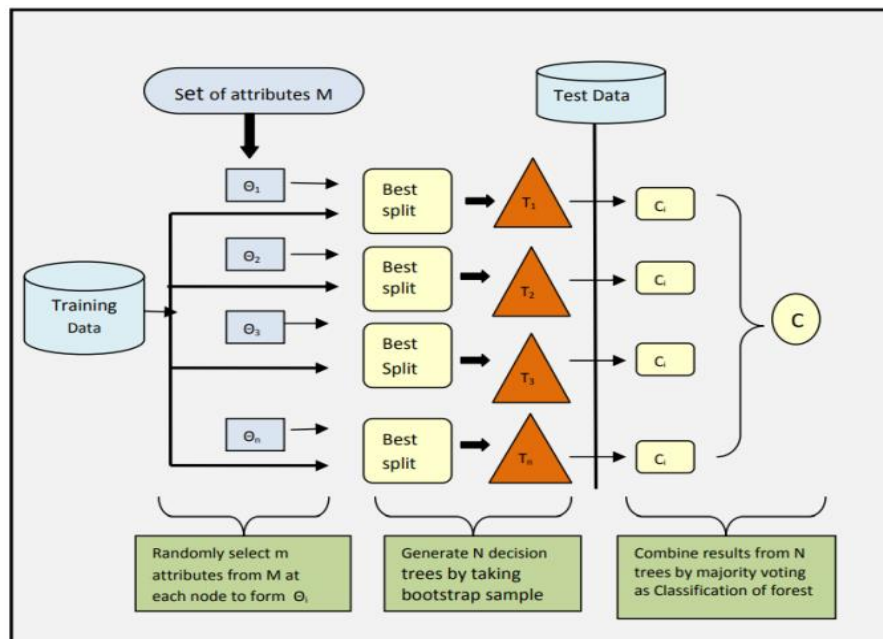 Set of attributes M
Test Data
Training
Data
Θ₁
Θ₂
Θ₃
Θₙ
Best
split
Best
split
Best
Split
Best
split
T₁
T₂
T₃
Tₙ
Cᵢ
Cᵢ
Cᵢ
Cᵢ
C
Randomly select m
attributes from M at
each node to form Θᵢ
Generate N decision
trees by taking
bootstrap sample
Combine results from N
trees by majority voting
as Classification of forest